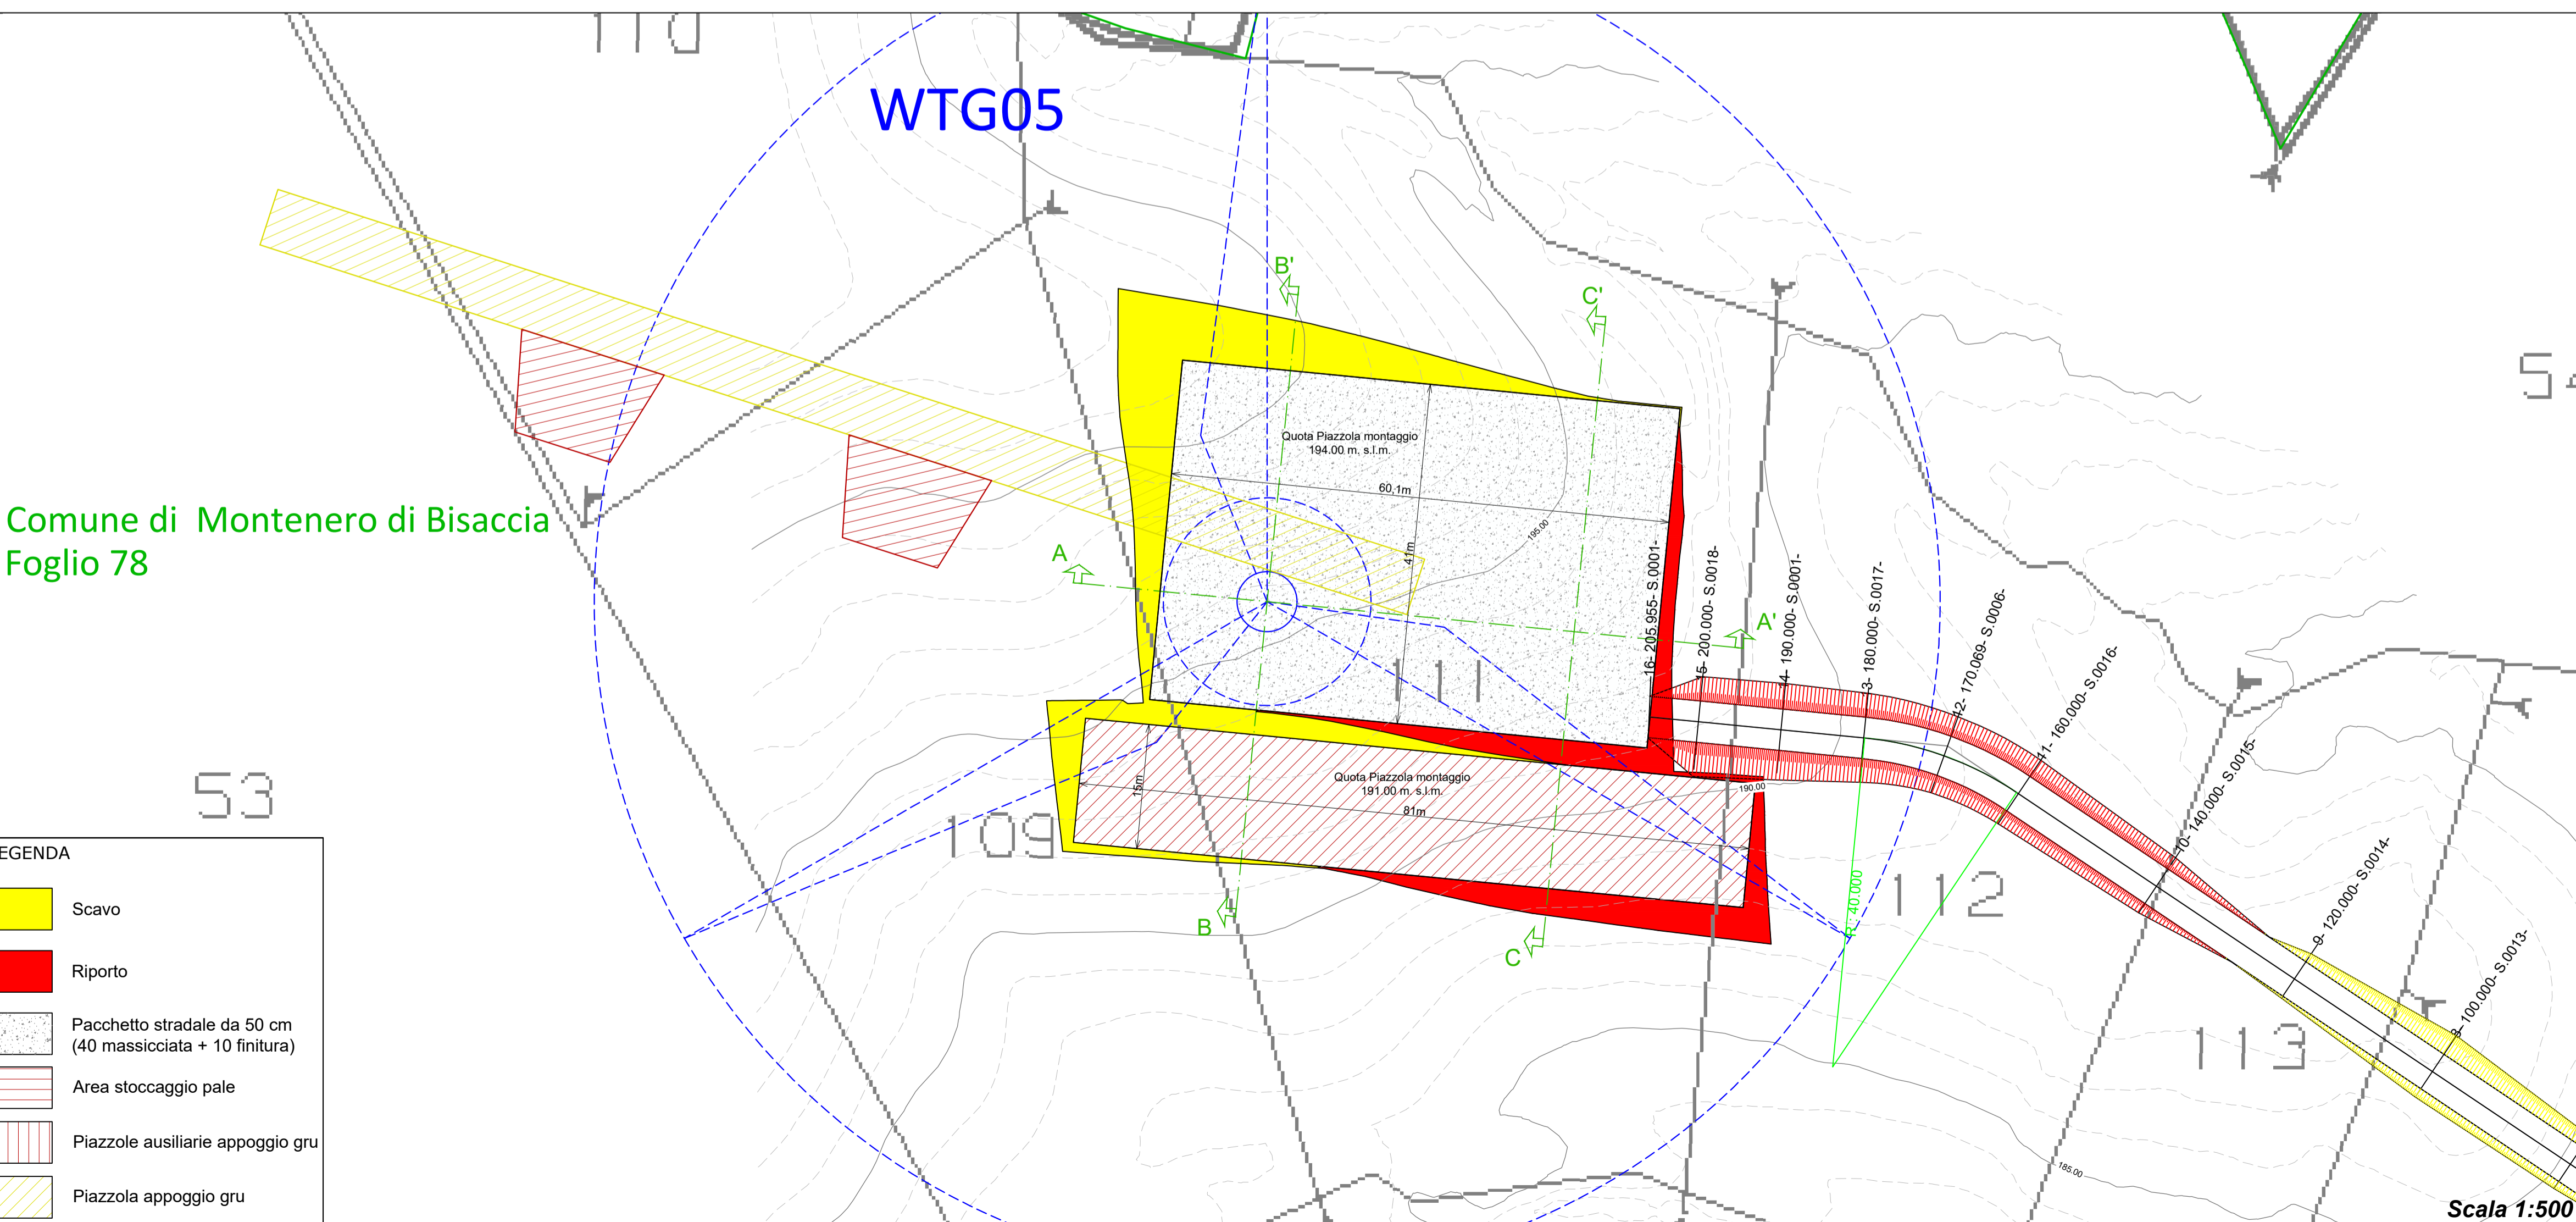 WTG05
B'
C'
Quota Piazzola montaggio
194.00 m. s.l.m.
60.1m
195.00
41m
Comune di Montenero di Bisaccia
Foglio 78
A
A'
16- 205.955- S.0001-
15- 200.000- S.0018-
14- 190.000- S.0001-
13- 180.000- S.0017-
12- 170.069- S.0006-
11- 160.000- S.0016-
10- 140.000- S.0015-
9- 120.000- S.0014-
100.000- S.0013-
111
53
109
112
113
Quota Piazzola montaggio
191.00 m. s.l.m.
15m
81m
190.00
R : 40.000
B
C
185.00
EGENDA
Scavo
Riporto
Pacchetto stradale da 50 cm
(40 massicciata + 10 finitura)
Area stoccaggio pale
Piazzole ausiliarie appoggio gru
Piazzola appoggio gru
Scala 1:500